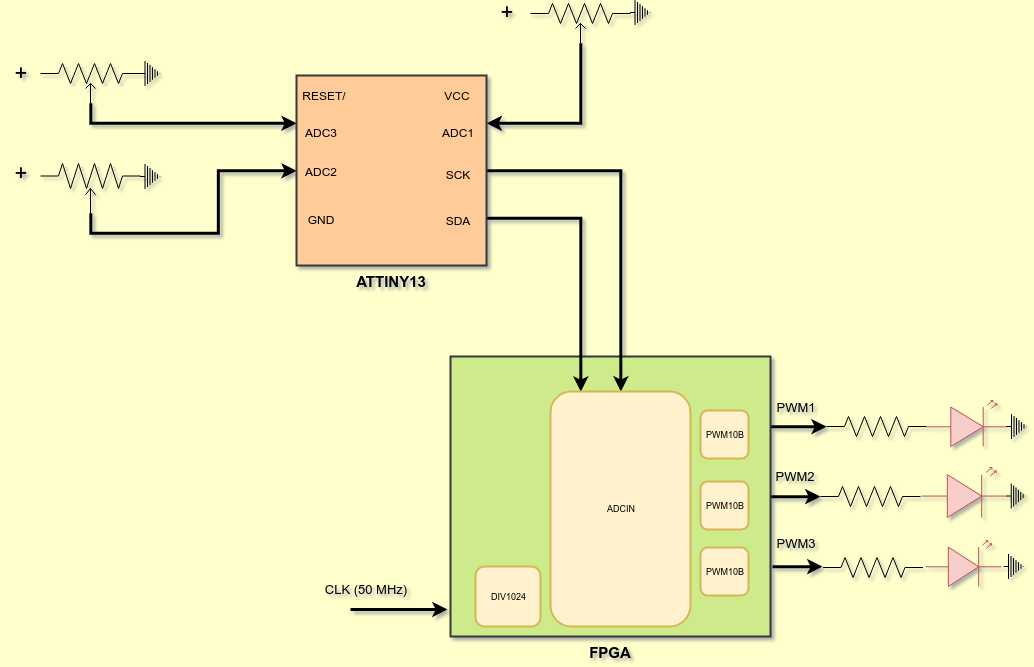 +
+
RESET/
VCC
ADC3
ADC1
+
ADC2
SCK
GND
SDA
ATTINY13
PWM1
PWM10B
PWM2
PWM10B
ADCIN
PWM3
PWM10B
CLK (50 MHz)
DIV1024
FPGA